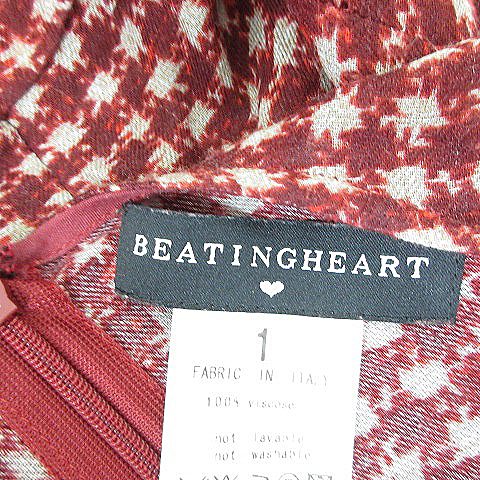 BEATINGHEART
1
FABRIC IN ITALY
100% viscose
not lavable
not washable